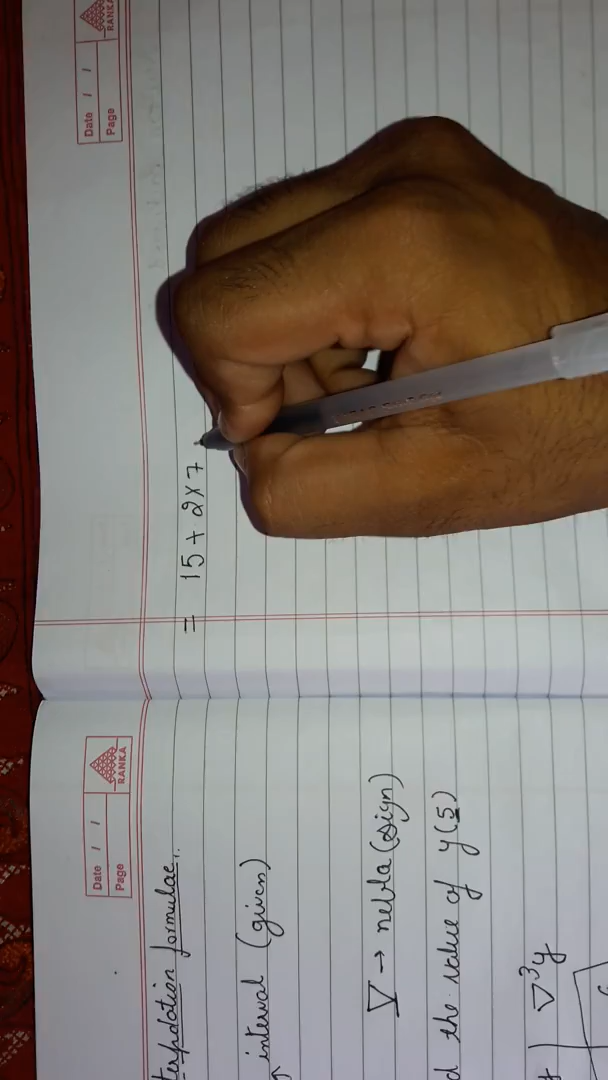 RANKA
Date / /
Page
= 15 + 2×7
RANKA
Date / /
Page
formulae..
interval (given)
∇ → nebla (sign)
the value of y(5)
∇³y